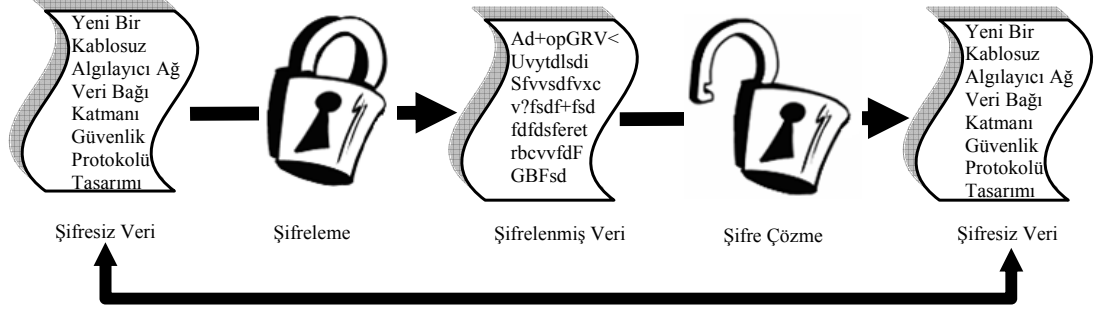 Yeni Bir
Kablosuz
Algılayıcı Ağ
Veri Bağı
Katmanı
Güvenlik
Protokolü
Tasarımı
Ad+opGRV<
Uvytdlsdi
Sfvvsdfvxc
v?fsdf+fsd
fdfdsferet
rbcvvfdF
GBFsd
Yeni Bir
Kablosuz
Algılayıcı Ağ
Veri Bağı
Katmanı
Güvenlik
Protokolü
Tasarımı
Şifresiz Veri
Şifreleme
Şifrelenmiş Veri
Şifre Çözme
Şifresiz Veri